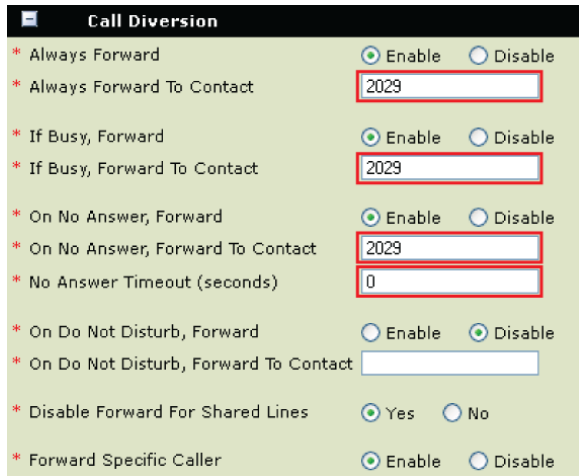 Call Diversion
* Always Forward Enable Disable
* Always Forward To Contact 2029
* If Busy, Forward Enable Disable
* If Busy, Forward To Contact 2029
* On No Answer, Forward Enable Disable
* On No Answer, Forward To Contact 2029
* No Answer Timeout (seconds) 0
* On Do Not Disturb, Forward Enable Disable
* On Do Not Disturb, Forward To Contact
* Disable Forward For Shared Lines Yes No
* Forward Specific Caller Enable Disable